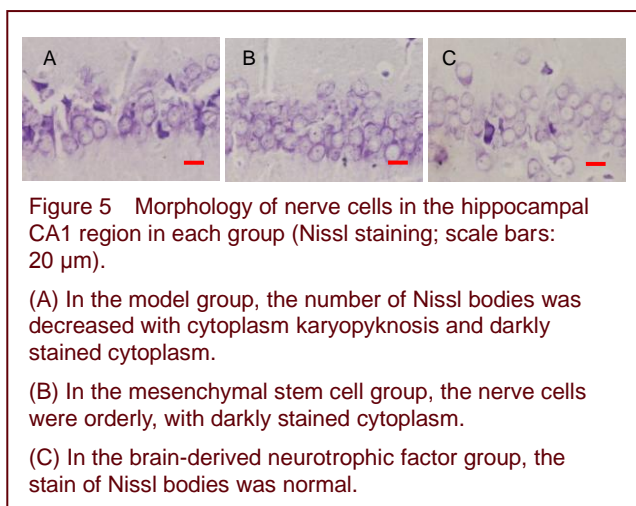 A B C
Figure 5 Morphology of nerve cells in the hippocampal
CA1 region in each group (Nissl staining; scale bars:
20 μm).
(A) In the model group, the number of Nissl bodies was
decreased with cytoplasm karyopyknosis and darkly
stained cytoplasm.
(B) In the mesenchymal stem cell group, the nerve cells
were orderly, with darkly stained cytoplasm.
(C) In the brain-derived neurotrophic factor group, the
stain of Nissl bodies was normal.